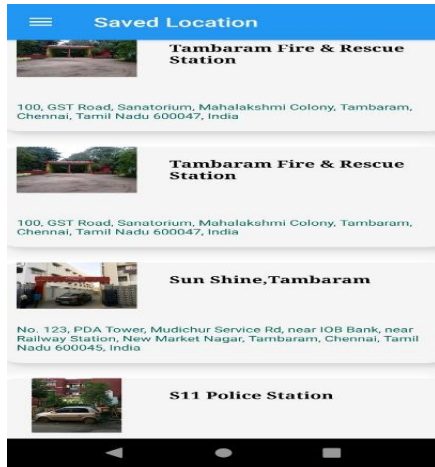 Saved Location
Tambaram Fire & Rescue
Station
100, GST Road, Sanatorium, Mahalakshmi Colony, Tambaram,
Chennai, Tamil Nadu 600047, India
Tambaram Fire & Rescue
Station
100, GST Road, Sanatorium, Mahalakshmi Colony, Tambaram,
Chennai, Tamil Nadu 600047, India
Sun Shine,Tambaram
No. 123, PDA Tower, Mudichur Service Rd, near IOB Bank, near
Railway Station, New Market Nagar, Tambaram, Chennai, Tamil
Nadu 600045, India
S11 Police Station